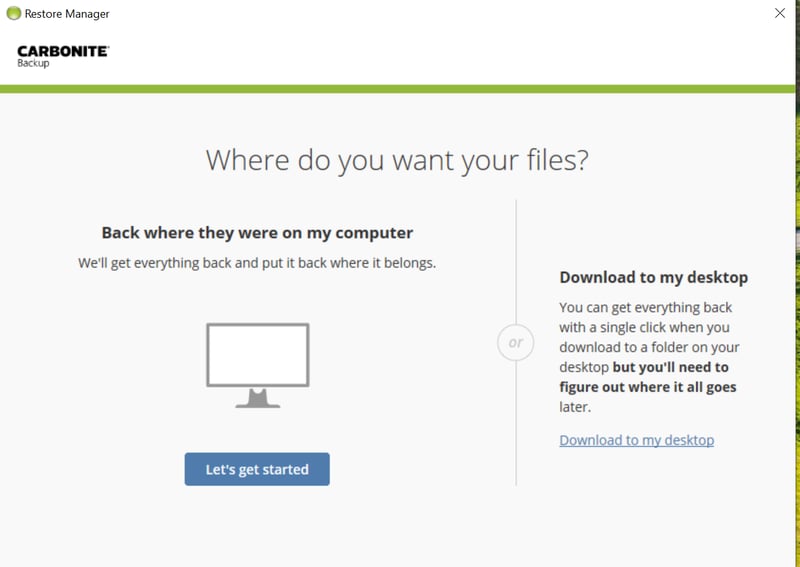 Restore Manager
CARBONITE
Backup
Where do you want your files?
Back where they were on my computer
We'll get everything back and put it back where it belongs.
Let's get started
or
Download to my desktop
You can get everything back
with a single click when you
download to a folder on your
desktop but you'll need to
figure out where it all goes
later.
Download to my desktop